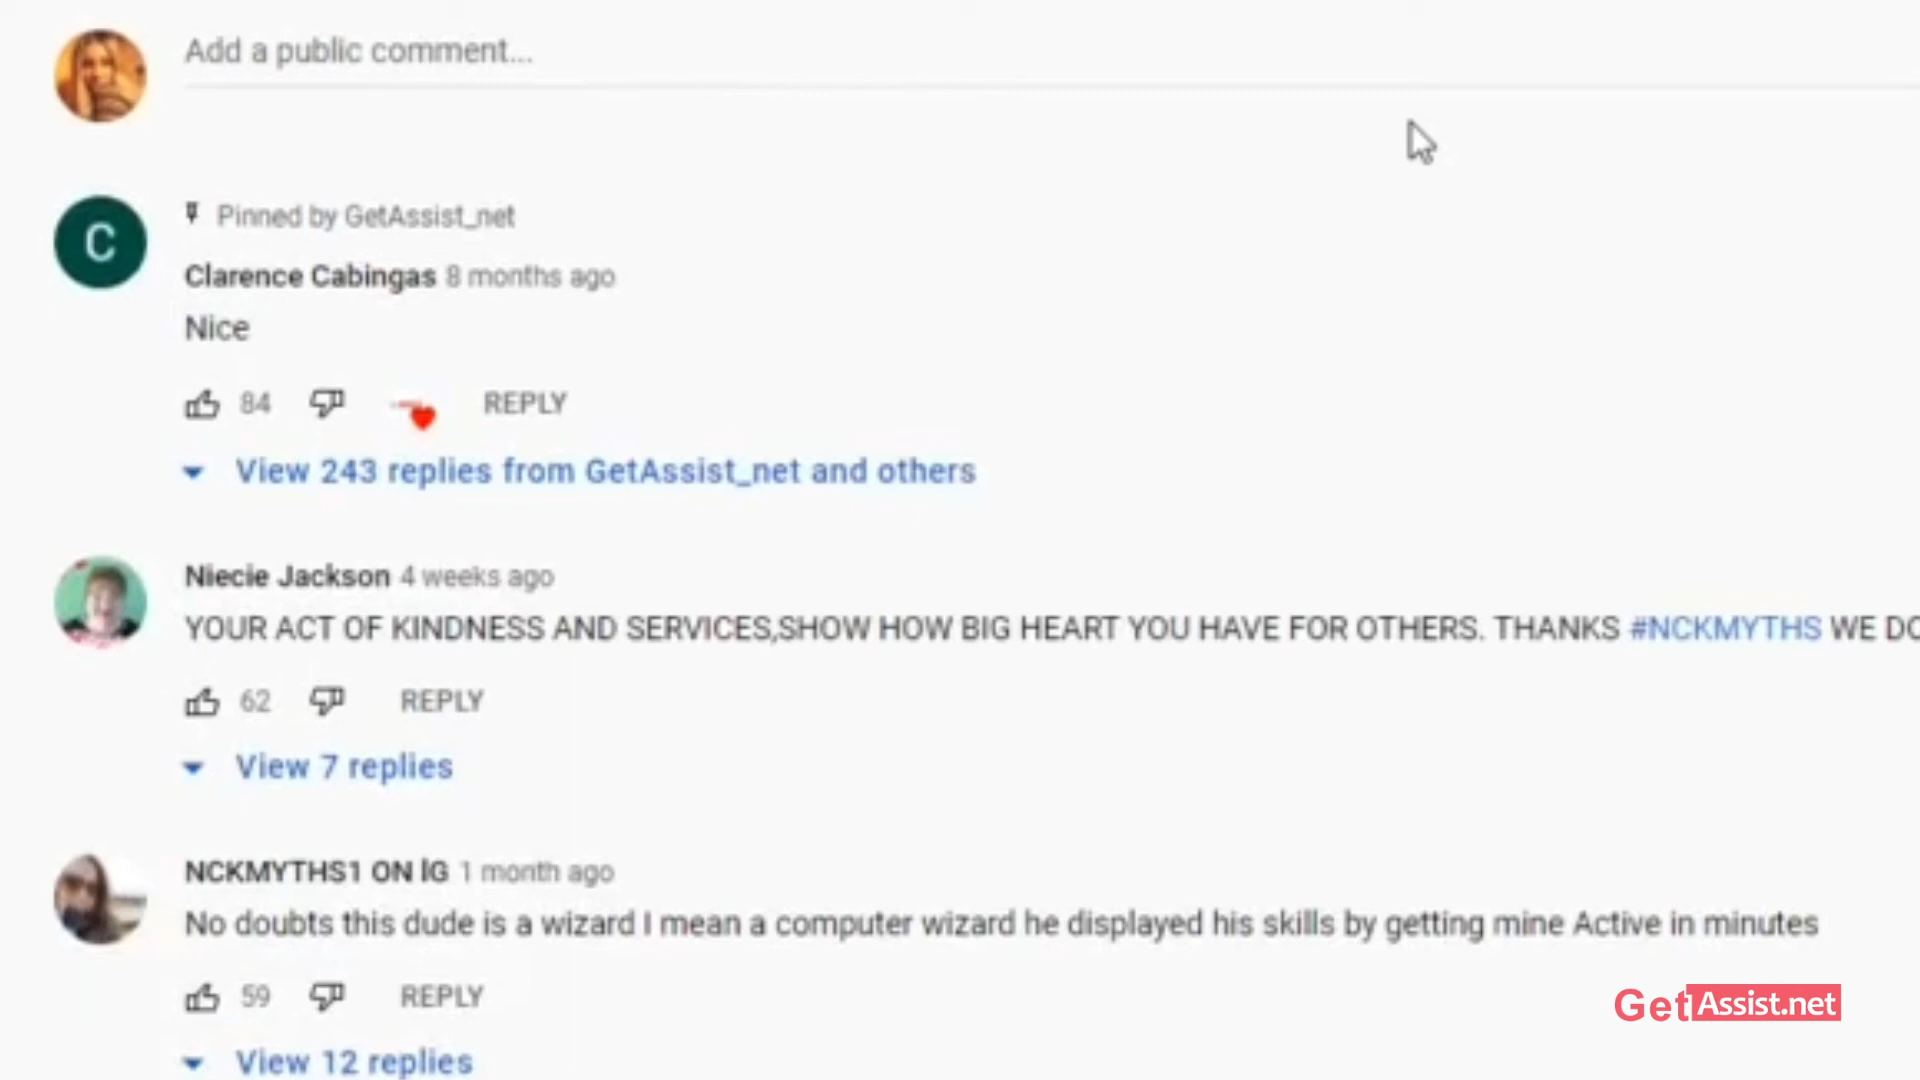 Add a public comment...
Pinned by GetAssist_net
C
Clarence Cabingas 8 months ago
Nice
84 REPLY
View 243 replies from GetAssist_net and others
Niecie Jackson 4 weeks ago
YOUR ACT OF KINDNESS AND SERVICES,SHOW HOW BIG HEART YOU HAVE FOR OTHERS. THANKS #NCKMYTHS WE DO
62 REPLY
View 7 replies
NCKMYTHS1 ON lG 1 month ago
No doubts this dude is a wizard I mean a computer wizard he displayed his skills by getting mine Active in minutes
59 REPLY
GetAssist.net
View 12 replies